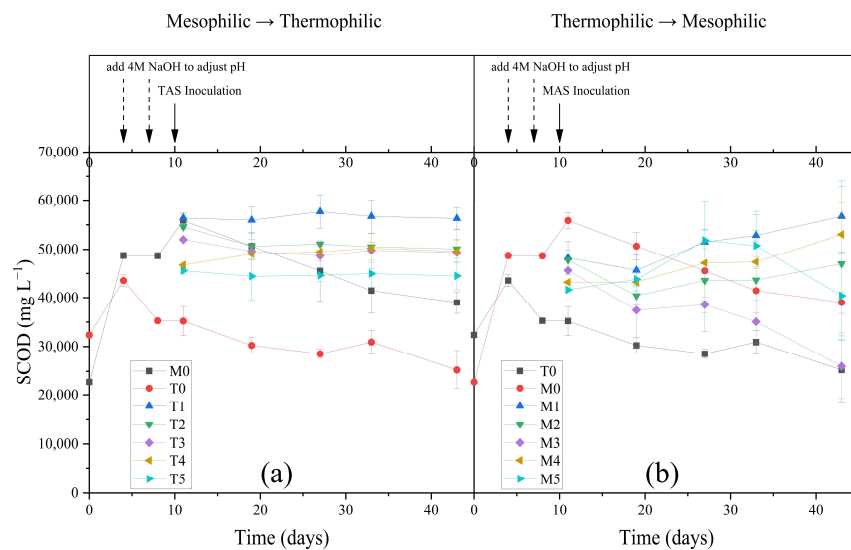 Mesophilic → Thermophilic
Thermophilic → Mesophilic
add 4M NaOH to adjust pH
TAS Inoculation
add 4M NaOH to adjust pH
MAS Inoculation
70,000
60,000
50,000
40,000
30,000
20,000
10,000
0
SCOD (mg L⁻¹)
M0
T0
T1
T2
T3
T4
T5
(a)
T0
M0
M1
M2
M3
M4
M5
(b)
0 10 20 30 40 0 10 20 30 40
Time (days)
Time (days)